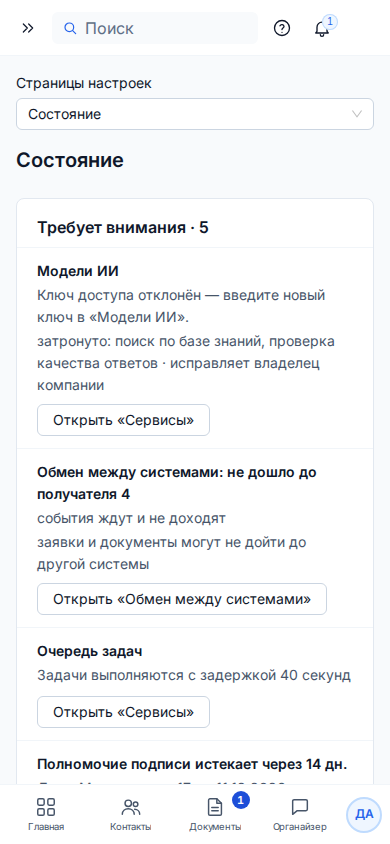 Поиск
1
Страницы настроек
Состояние
Состояние
Требует внимания · 5
Модели ИИ
Ключ доступа отклонён — введите новый
ключ в «Модели ИИ».
затронуто: поиск по базе знаний, проверка
качества ответов · исправляет владелец
компании
Открыть «Сервисы»
Обмен между системами: не дошло до
получателя 4
события ждут и не доходят
заявки и документы могут не дойти до
другой системы
Открыть «Обмен между системами»
Очередь задач
Задачи выполняются с задержкой 40 секунд
Открыть «Сервисы»
Полномочие подписи истекает через 14 дн.
1
Главная
Контакты
Документы
Органайзер
ДА